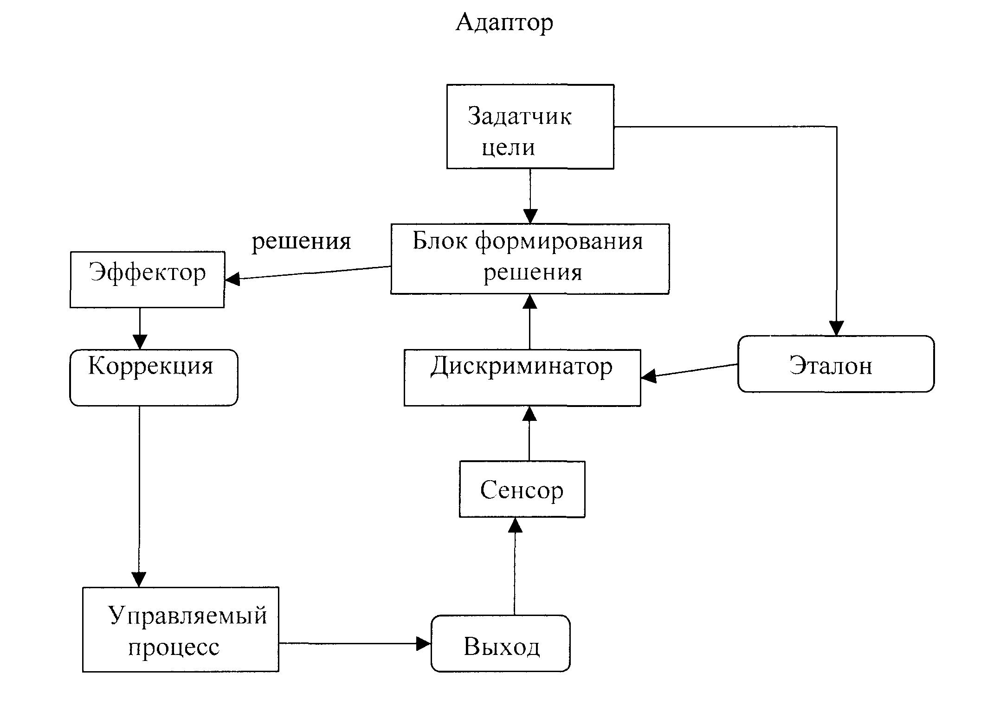 Адаптор
Задатчик
цели
решения
Блок формирования
решения
Эффектор
Коррекция
Дискриминатор
Эталон
Сенсор
Управляемый
процесс
Выход